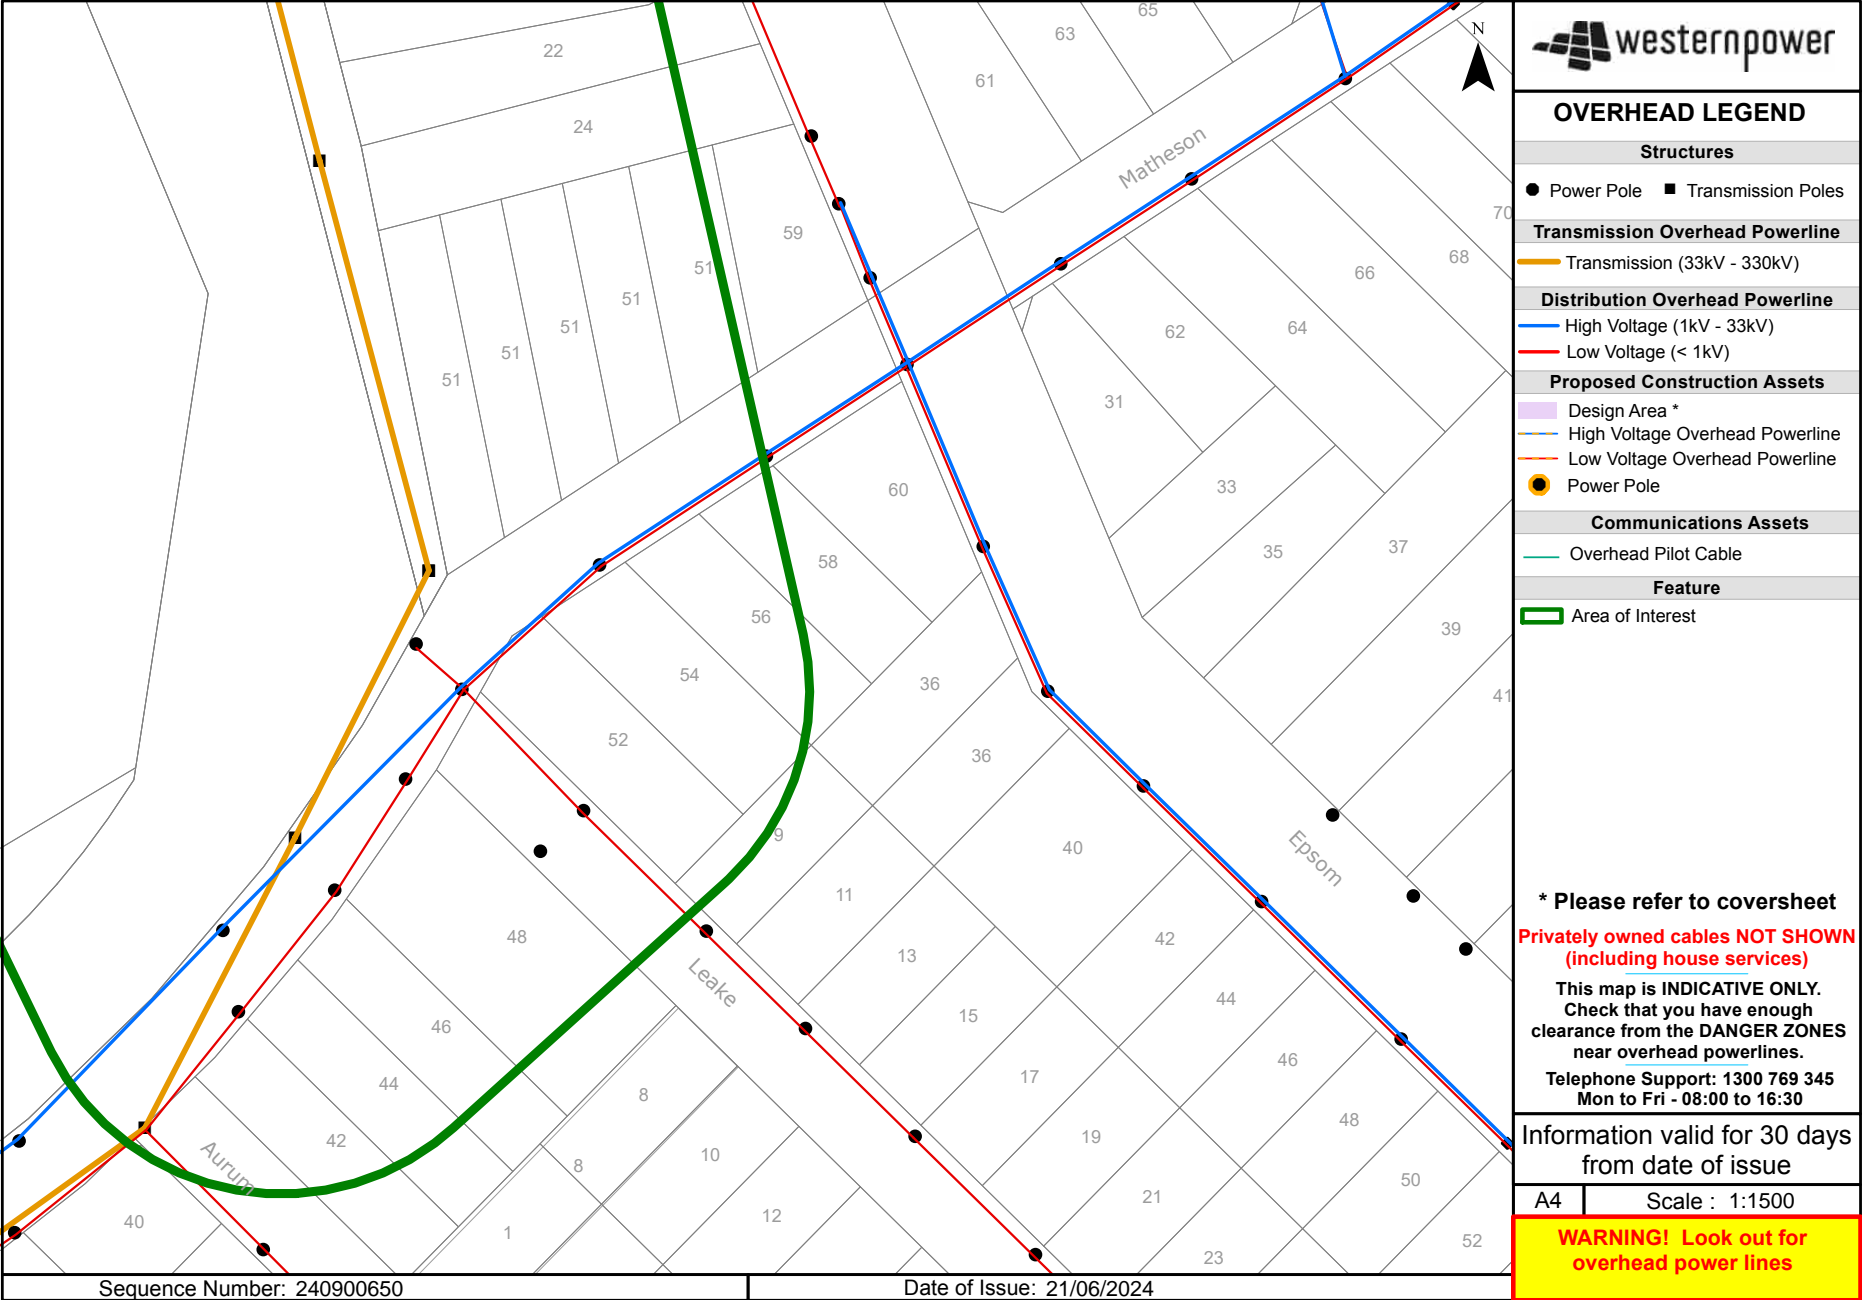 westernpower
OVERHEAD LEGEND
Structures
Power Pole Transmission Poles
Transmission Overhead Powerline
Transmission (33kV - 330kV)
Distribution Overhead Powerline
High Voltage (1kV - 33kV)
Low Voltage (< 1kV)
Proposed Construction Assets
Design Area *
High Voltage Overhead Powerline
Low Voltage Overhead Powerline
Power Pole
Communications Assets
Overhead Pilot Cable
Feature
Area of Interest
* Please refer to coversheet
Privately owned cables NOT SHOWN
(including house services)
This map is INDICATIVE ONLY.
Check that you have enough
clearance from the DANGER ZONES
near overhead powerlines.
Telephone Support: 1300 769 345
Mon to Fri - 08:00 to 16:30
Information valid for 30 days
from date of issue
A4 Scale : 1:1500
WARNING! Look out for
overhead power lines
Sequence Number: 240900650
Date of Issue: 21/06/2024
N
65
63
22
61
24
Matheson
70
59
68
51
66
51
51
62
64
51
51
31
60
33
37
35
58
56
39
54
36
41
52
36
9
40
Epsom
11
48
42
13
Leake
44
15
46
46
17
44
8
48
19
42
10
Aurum
8
50
21
40
12
1
52
23